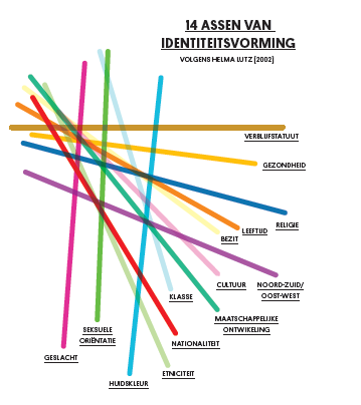 14 ASSEN VAN
IDENTITEITSVORMING
VOLGENS HELMA LUTZ [2002]
VERBLIJFSTATUUT
GEZONDHEID
RELIGIE
LEEFTIJD
BEZIT
CULTUUR
NOORD-ZUID/
OOST-WEST
KLASSE
MAATSCHAPPELIJKE
ONTWIKELING
SEKSUELE
ORIËNTATIE
NATIONALITEIT
GESLACHT
ETNICITEIT
HUIDSKLEUR